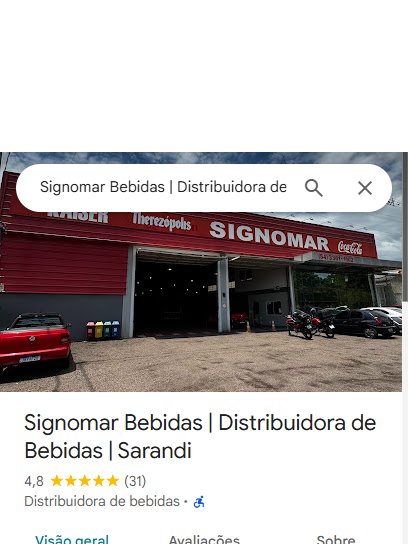 Signomar Bebidas | Distribuidora de
KAISER
Therezópolis
SIGNOMAR
Coca-Cola
Signomar Bebidas | Distribuidora de
Bebidas | Sarandi
4,8 ★★★★★ (31)
Distribuidora de bebidas ·
Visão geral Avaliações Sobre